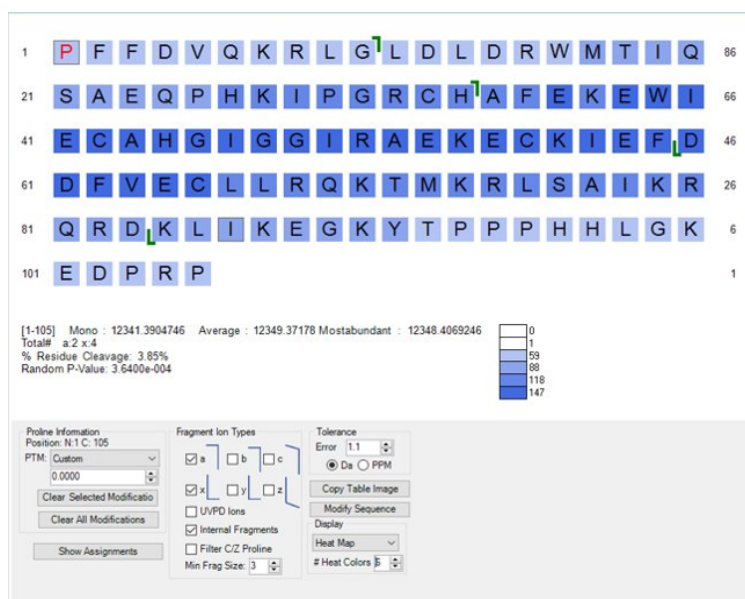 1 P F F D V Q K R L G L D L D R W M T I Q 86
21 S A E Q P H K I P G R C H A F E K E W I 66
41 E C A H G I G G I R A E K E C K I E F D 46
61 D F V E C L L R Q K T M K R L S A I K R 26
81 Q R D K L I K E G K Y T P P P H H L G K 6
101 E D P R P 1
[1-105] Mono : 12341.3904746 Average : 12349.37178 Mostabundant : 12348.4069246
Total# a:2 x:4
% Residue Cleavage: 3.85%
Random P-Value: 3.6400e-004
0
1
59
88
118
147
Proline Information
Position: N:1 C: 105
PTM: Custom
0.0000
Clear Selected Modificatio
Clear All Modifications
Show Assignments
Fragment Ion Types
a b c
x y z
UVPD Ions
Internal Fragments
Filter C/Z Proline
Min Frag Size: 3
Tolerance
Error 1.1
Da PPM
Copy Table Image
Modify Sequence
Display
Heat Map
# Heat Colors 6